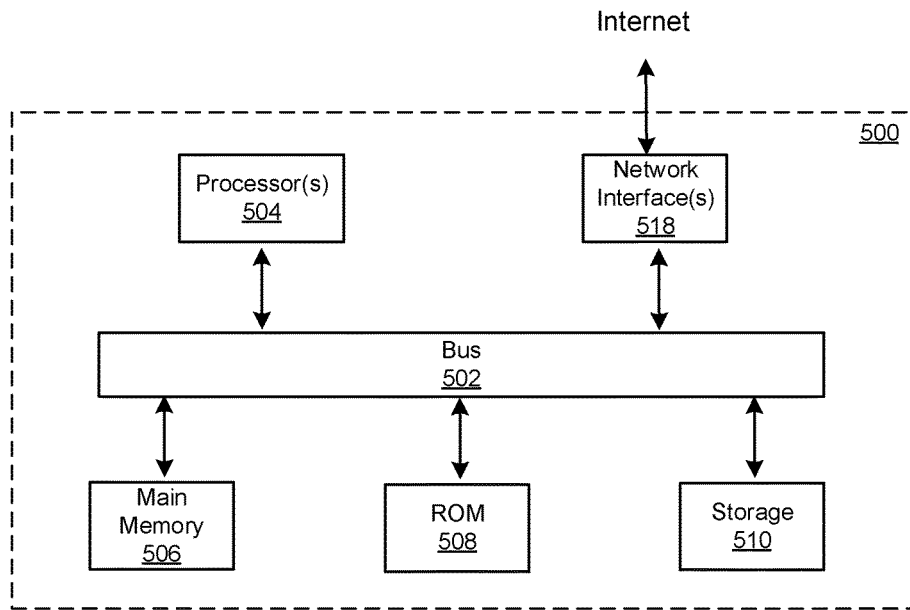 Internet
500
Processor(s)
504
Network
Interface(s)
518
Bus
502
Main
Memory
506
ROM
508
Storage
510